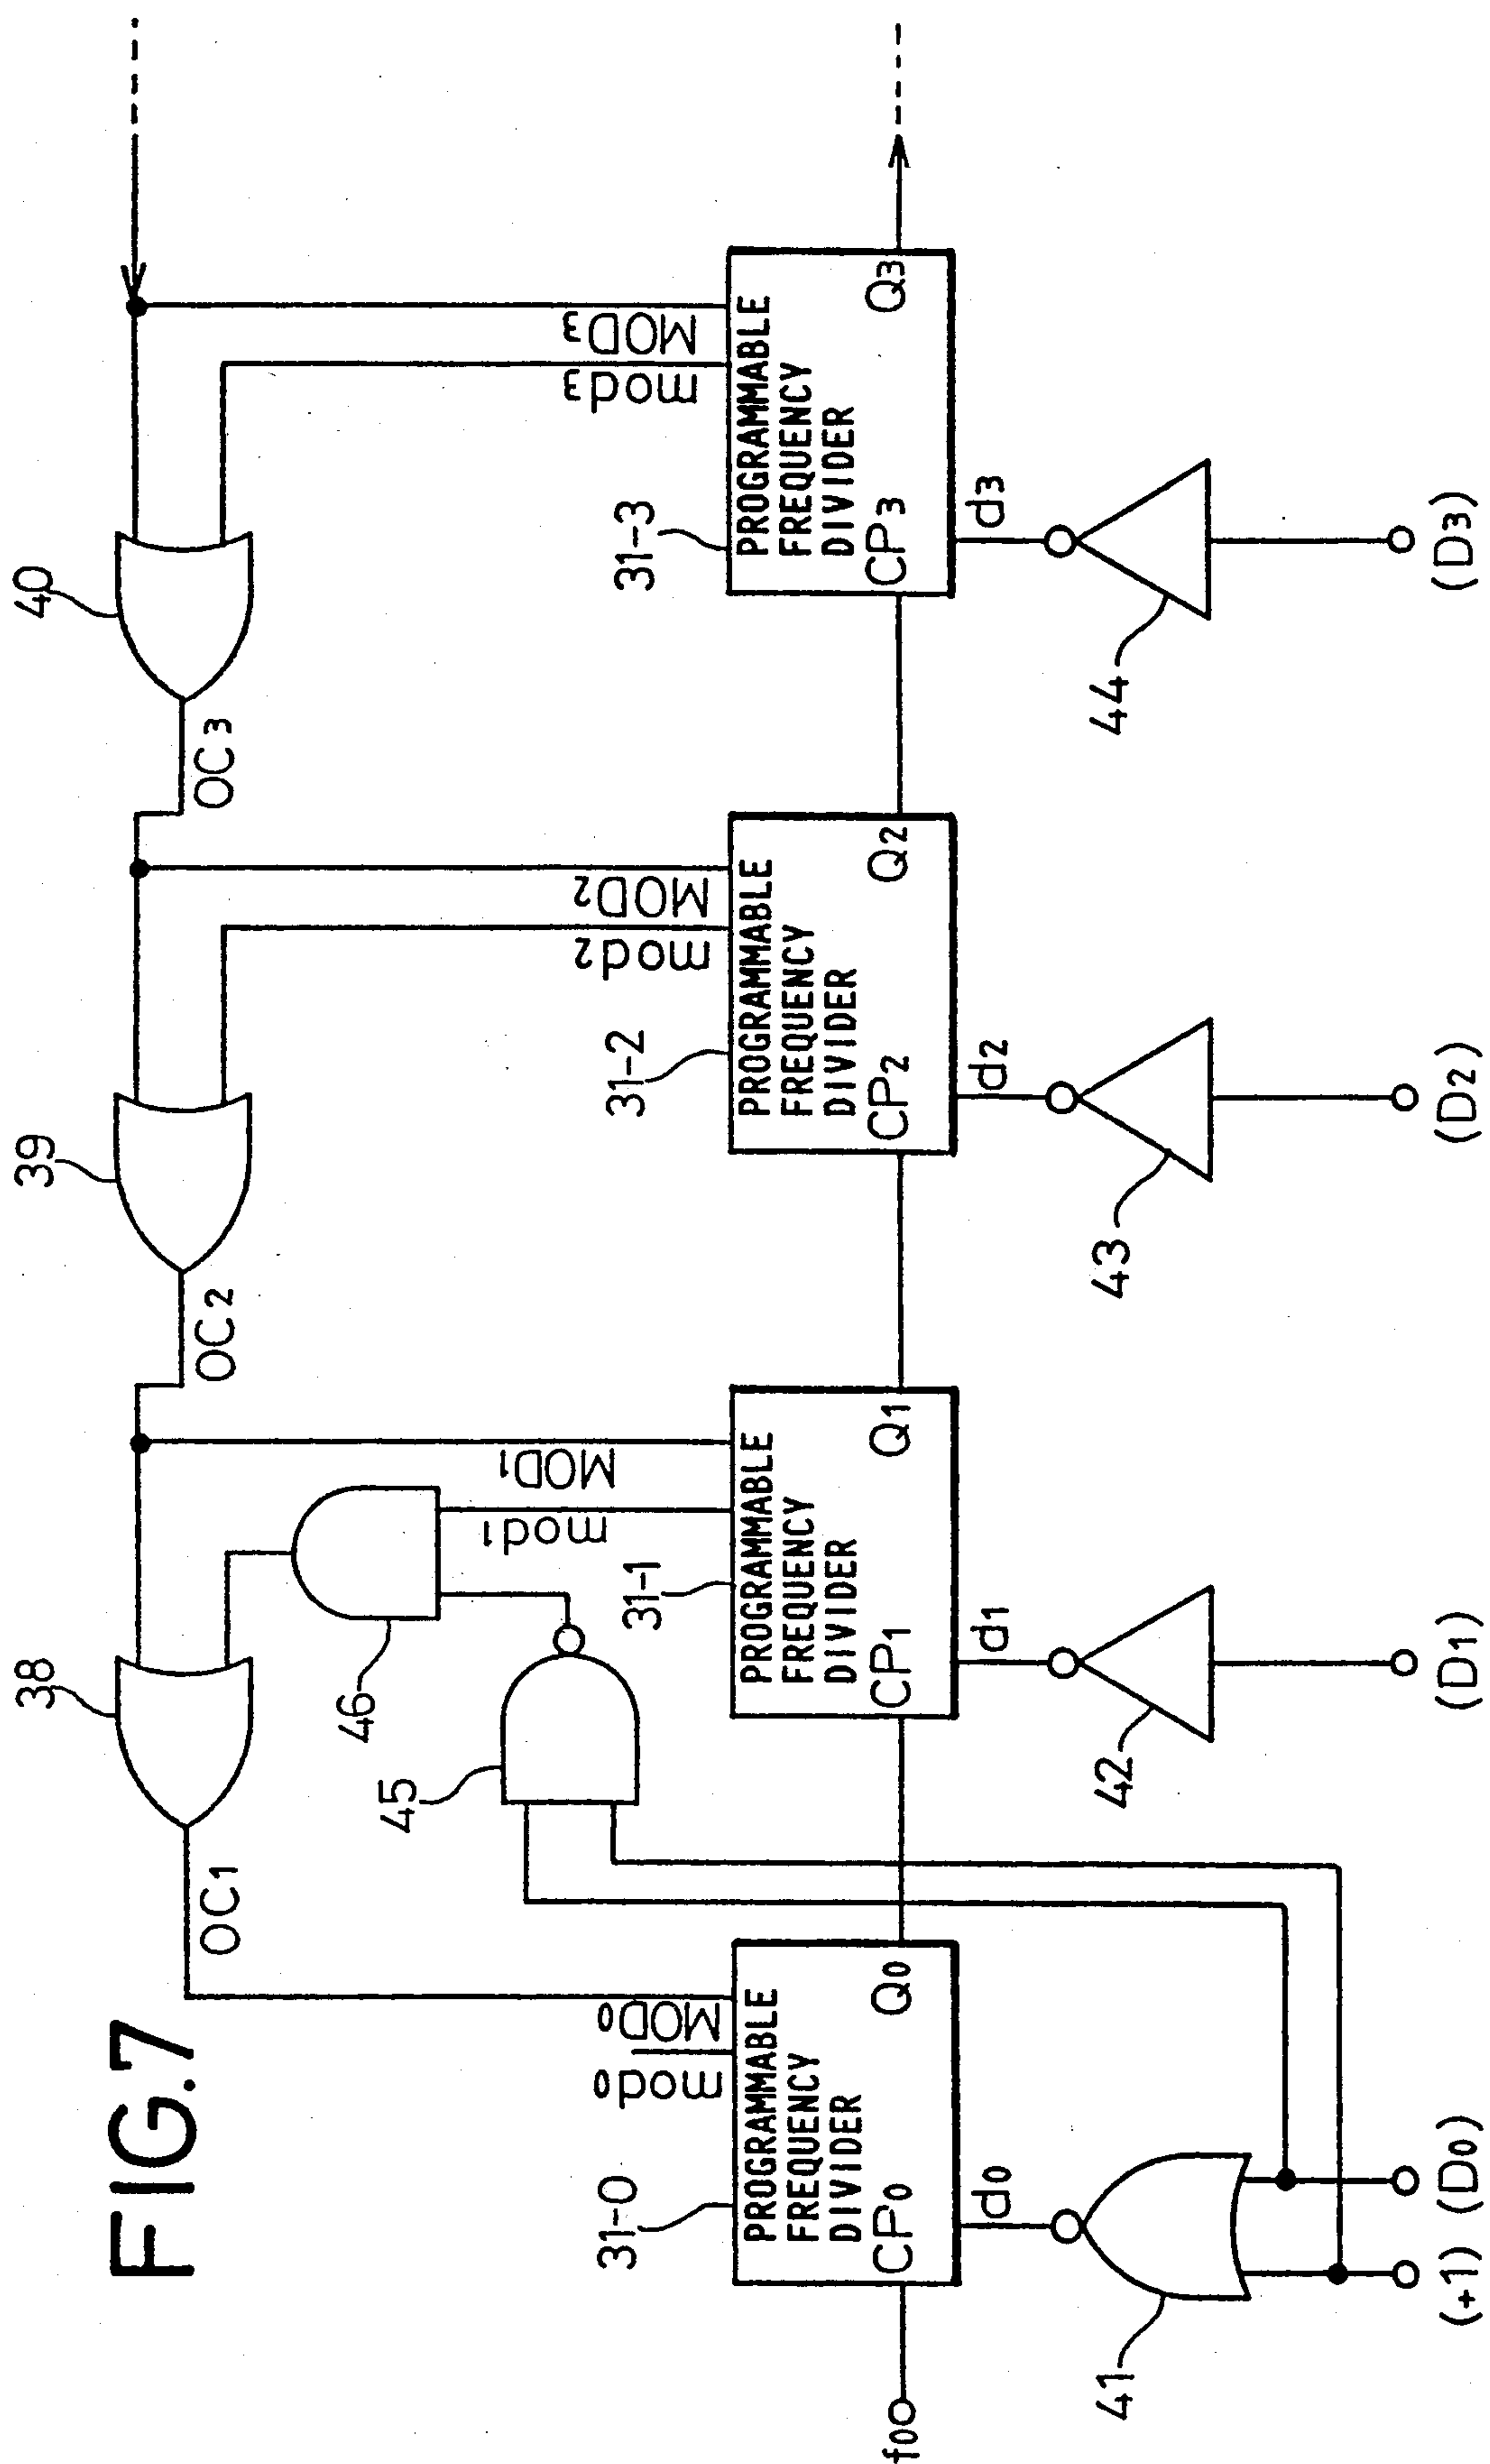 FIG.7
38
39
40
OC1
OC2
OC3
46
45
mod0
MOD0
mod1
MOD1
mod2
MOD2
mod3
MOD3
31-0
31-1
31-2
31-3
PROGRAMMABLE
FREQUENCY
DIVIDER
CP0
Q0
PROGRAMMABLE
FREQUENCY
DIVIDER
CP1
Q1
PROGRAMMABLE
FREQUENCY
DIVIDER
CP2
Q2
PROGRAMMABLE
FREQUENCY
DIVIDER
CP3
Q3
f0
d0
d1
d2
d3
41
42
43
44
(+1)
(D0)
(D1)
(D2)
(D3)